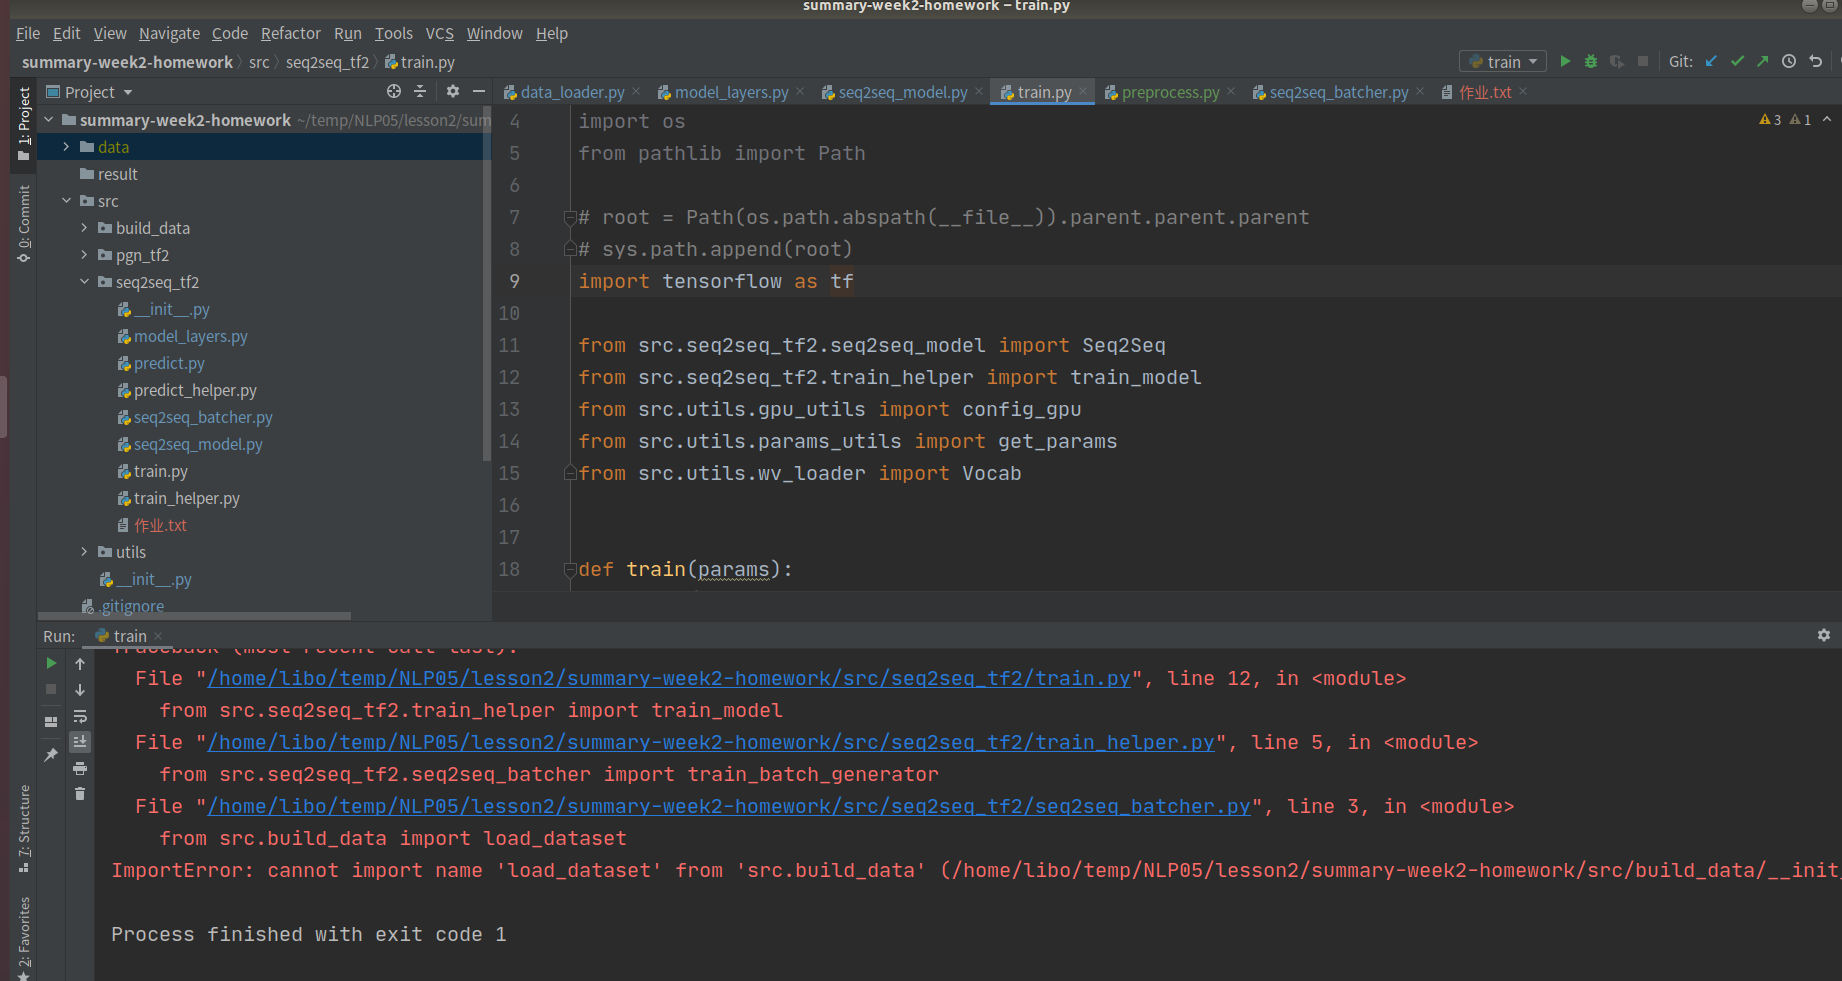 summary-week2-homework – train.py
File Edit View Navigate Code Refactor Run Tools VCS Window Help
summary-week2-homework src seq2seq_tf2 train.py train Git:
1: Project
0: Commit
7: Structure
2: Favorites
Project
data_loader.py model_layers.py seq2seq_model.py train.py preprocess.py seq2seq_batcher.py 作业.txt
summary-week2-homework ~/temp/NLP05/lesson2/sum
data
result
src
build_data
pgn_tf2
seq2seq_tf2
__init__.py
model_layers.py
predict.py
predict_helper.py
seq2seq_batcher.py
seq2seq_model.py
train.py
train_helper.py
作业.txt
utils
__init__.py
.gitignore
3 1
4 import os
5 from pathlib import Path
6
7 # root = Path(os.path.abspath(__file__)).parent.parent.parent
8 # sys.path.append(root)
9 import tensorflow as tf
10
11 from src.seq2seq_tf2.seq2seq_model import Seq2Seq
12 from src.seq2seq_tf2.train_helper import train_model
13 from src.utils.gpu_utils import config_gpu
14 from src.utils.params_utils import get_params
15 from src.utils.wv_loader import Vocab
16
17
18 def train(params):
Run: train
Traceback (most recent call last):
File "/home/libo/temp/NLP05/lesson2/summary-week2-homework/src/seq2seq_tf2/train.py", line 12, in <module>
from src.seq2seq_tf2.train_helper import train_model
File "/home/libo/temp/NLP05/lesson2/summary-week2-homework/src/seq2seq_tf2/train_helper.py", line 5, in <module>
from src.seq2seq_tf2.seq2seq_batcher import train_batch_generator
File "/home/libo/temp/NLP05/lesson2/summary-week2-homework/src/seq2seq_tf2/seq2seq_batcher.py", line 3, in <module>
from src.build_data import load_dataset
ImportError: cannot import name 'load_dataset' from 'src.build_data' (/home/libo/temp/NLP05/lesson2/summary-week2-homework/src/build_data/__init_
Process finished with exit code 1